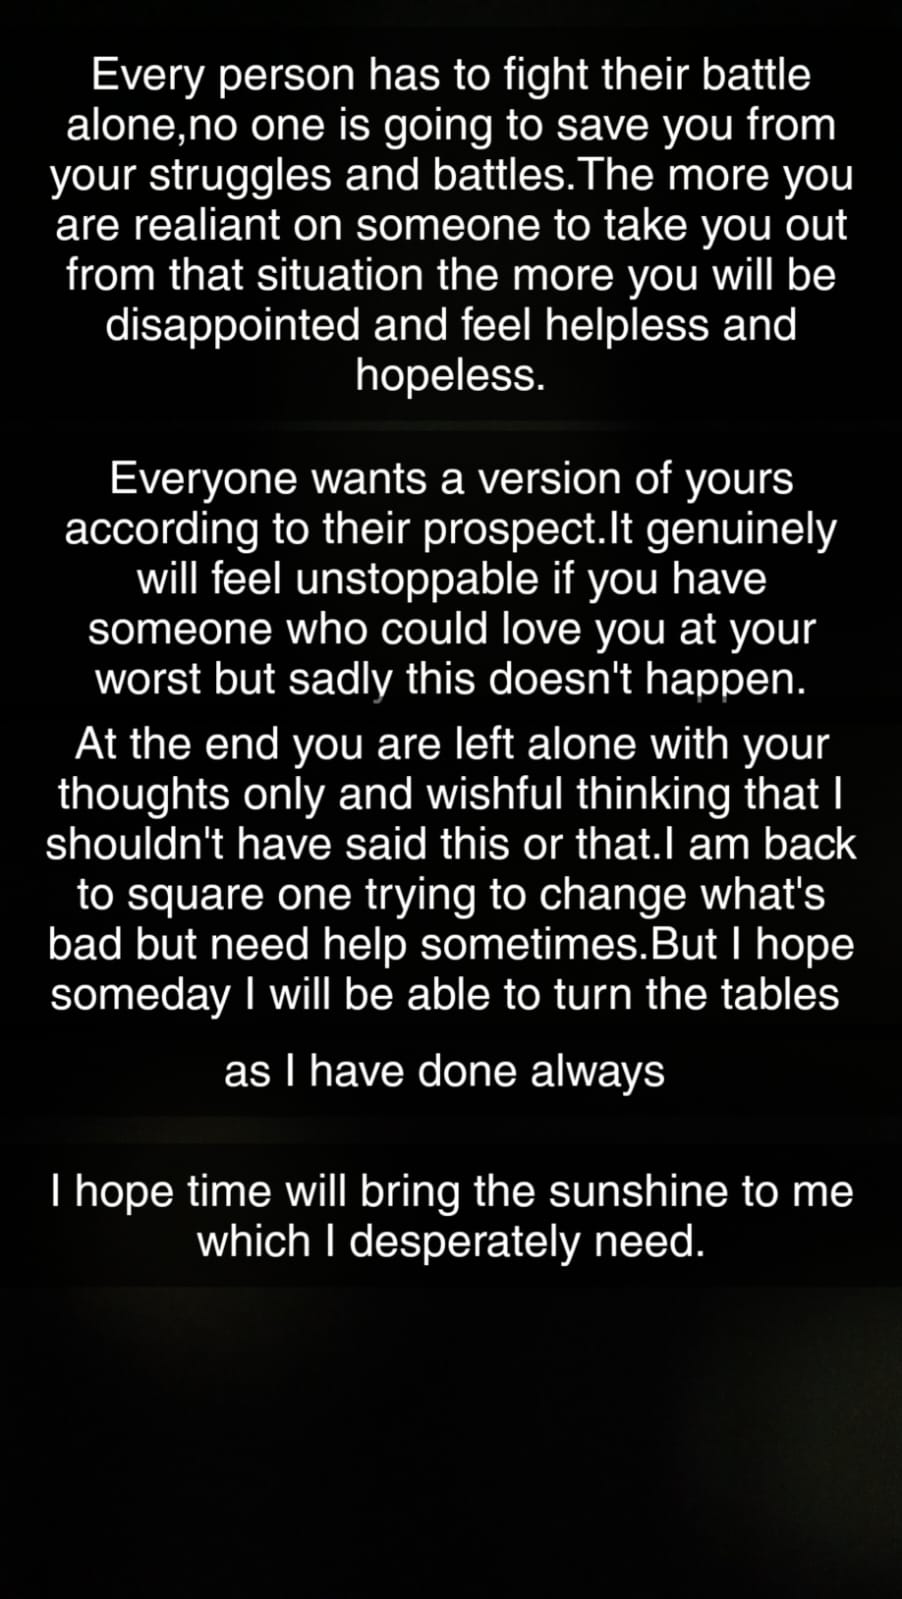 Every person has to fight their battle
alone,no one is going to save you from
your struggles and battles.The more you
are realiant on someone to take you out
from that situation the more you will be
disappointed and feel helpless and
hopeless.
Everyone wants a version of yours
according to their prospect.It genuinely
will feel unstoppable if you have
someone who could love you at your
worst but sadly this doesn't happen.
At the end you are left alone with your
thoughts only and wishful thinking that I
shouldn't have said this or that.I am back
to square one trying to change what's
bad but need help sometimes.But I hope
someday I will be able to turn the tables
as I have done always
I hope time will bring the sunshine to me
which I desperately need.